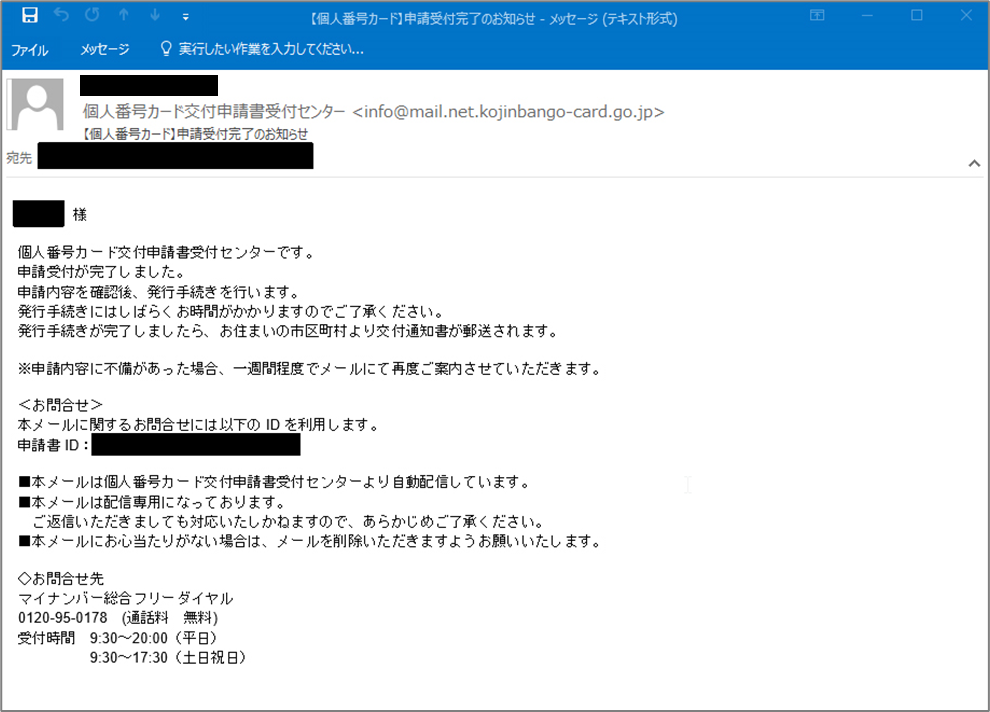 【個人番号カード】申請受付完了のお知らせ - メッセージ (テキスト形式)
ファイル メッセージ 実行したい作業を入力してください...
個人番号カード交付申請書受付センター <info@mail.net.kojinbango-card.go.jp>
【個人番号カード】申請受付完了のお知らせ
宛先
様
個人番号カード交付申請書受付センターです。
申請受付が完了しました。
申請内容を確認後、発行手続きを行います。
発行手続きにはしばらくお時間がかかりますのでご了承ください。
発行手続きが完了しましたら、お住まいの市区町村より交付通知書が郵送されます。
※申請内容に不備があった場合、一週間程度でメールにて再度ご案内させていただきます。
＜お問合せ＞
本メールに関するお問合せには以下の ID を利用します。
申請書 ID：
■本メールは個人番号カード交付申請書受付センターより自動配信しています。
■本メールは配信専用になっております。
ご返信いただきましても対応いたしかねますので、あらかじめご了承ください。
■本メールにお心当たりがない場合は、メールを削除いただきますようお願いいたします。
◇お問合せ先
マイナンバー総合フリーダイヤル
0120-95-0178 (通話料 無料)
受付時間 9:30～20:00（平日）
9:30～17:30（土日祝日）